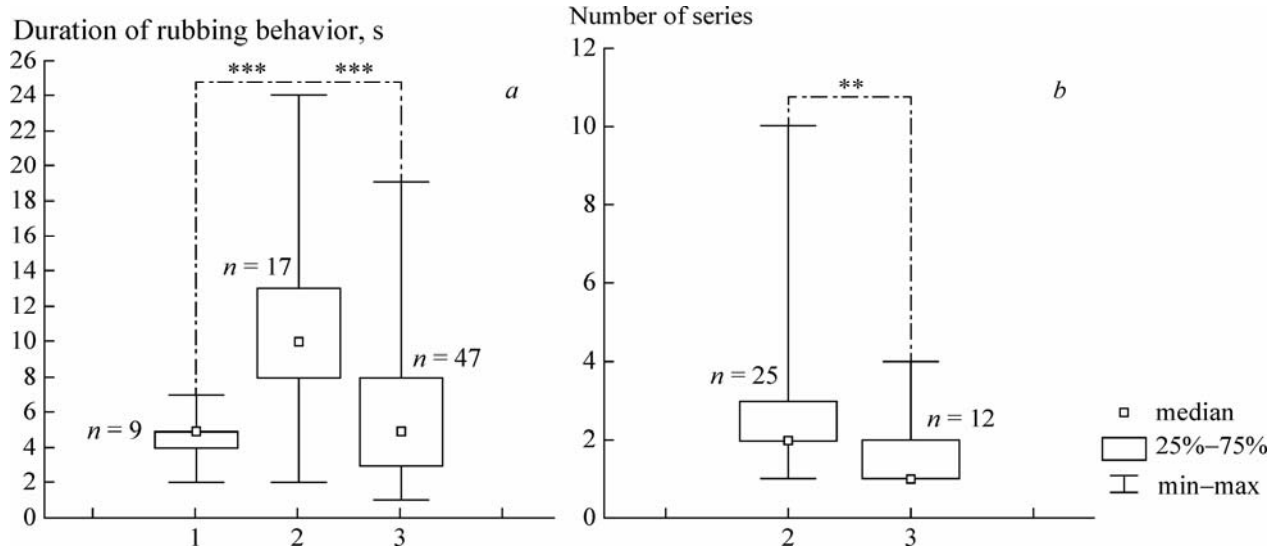 Duration of rubbing behavior, s
26
24
22
20
18
16
14
12
10
8
6
4
2
0
*** ***
a
n = 17
n = 47
n = 9
1 2 3
Number of series
12
10
8
6
4
2
0
**
b
n = 25
n = 12
2 3
median
25%–75%
min–max